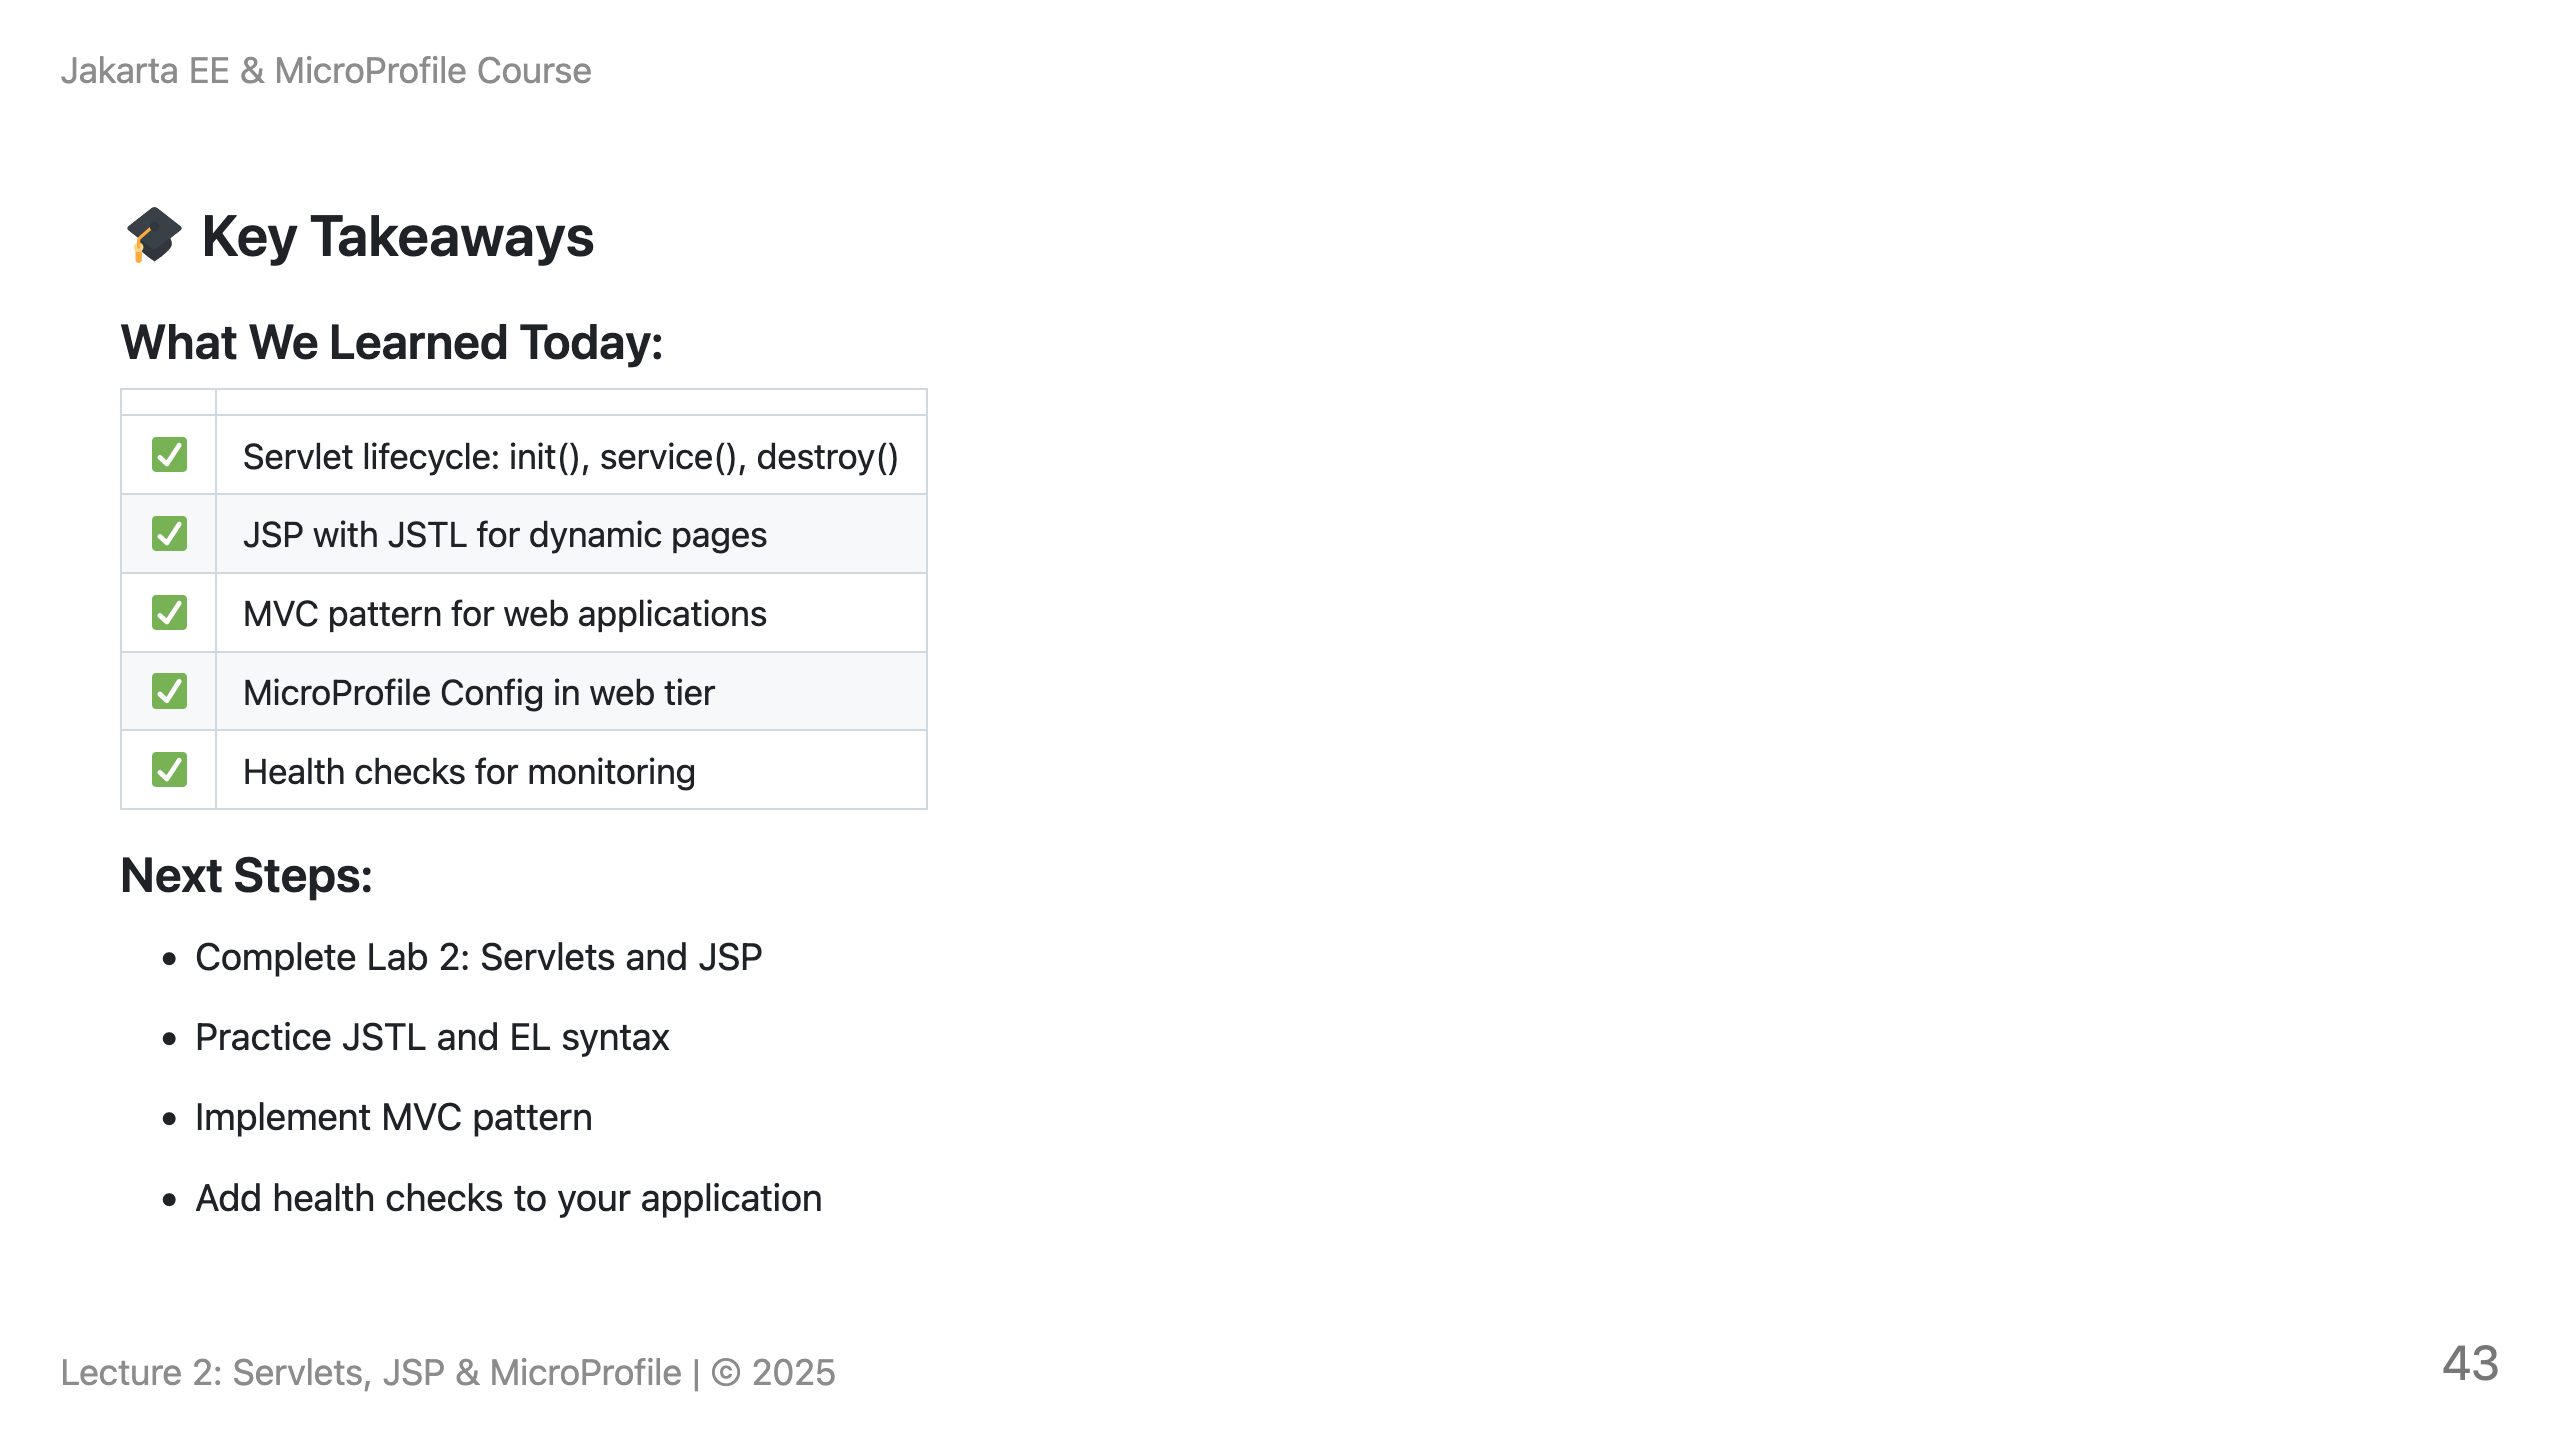 Jakarta EE & MicroProfile Course
🎓 Key Takeaways
What We Learned Today:
✅ Servlet lifecycle: init(), service(), destroy()
✅ JSP with JSTL for dynamic pages
✅ MVC pattern for web applications
✅ MicroProfile Config in web tier
✅ Health checks for monitoring
Next Steps:
• Complete Lab 2: Servlets and JSP
• Practice JSTL and EL syntax
• Implement MVC pattern
• Add health checks to your application
Lecture 2: Servlets, JSP & MicroProfile | © 2025
43